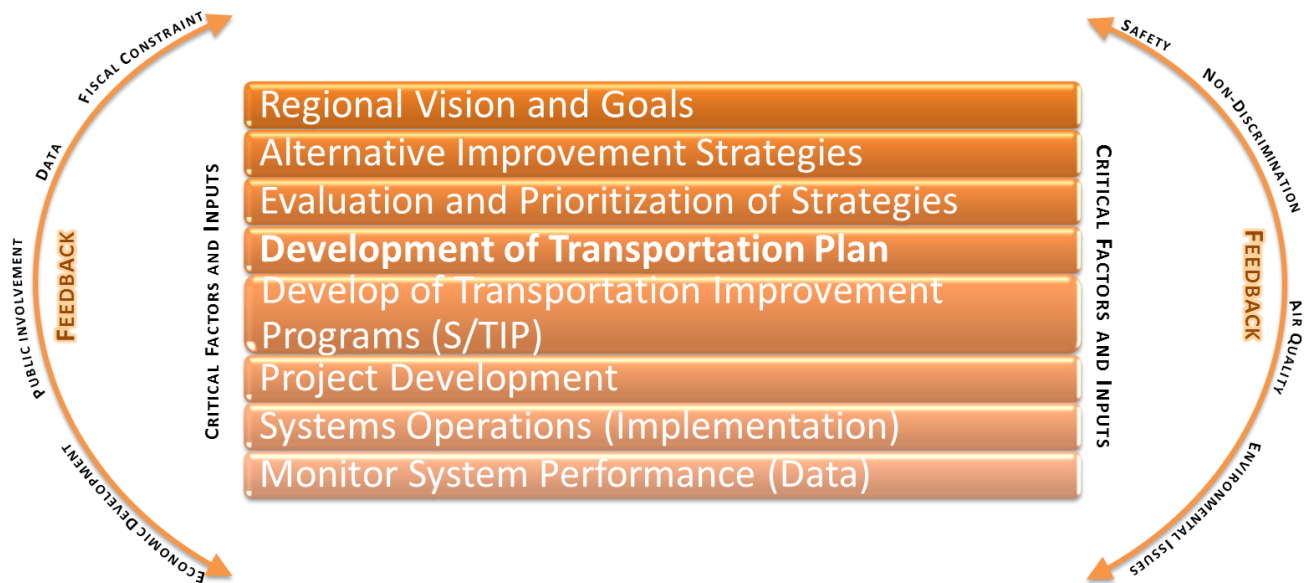 FISCAL CONSTRAINT
DATA
PUBLIC INVOLVEMENT
ECONOMIC DEVELOPMENT
FEEDBACK
CRITICAL FACTORS AND INPUTS
Regional Vision and Goals
Alternative Improvement Strategies
Evaluation and Prioritization of Strategies
Development of Transportation Plan
Develop of Transportation Improvement
Programs (S/TIP)
Project Development
Systems Operations (Implementation)
Monitor System Performance (Data)
CRITICAL FACTORS AND INPUTS
FEEDBACK
SAFETY
NON-DISCRIMINATION
AIR QUALITY
ENVIRONMENTAL ISSUES